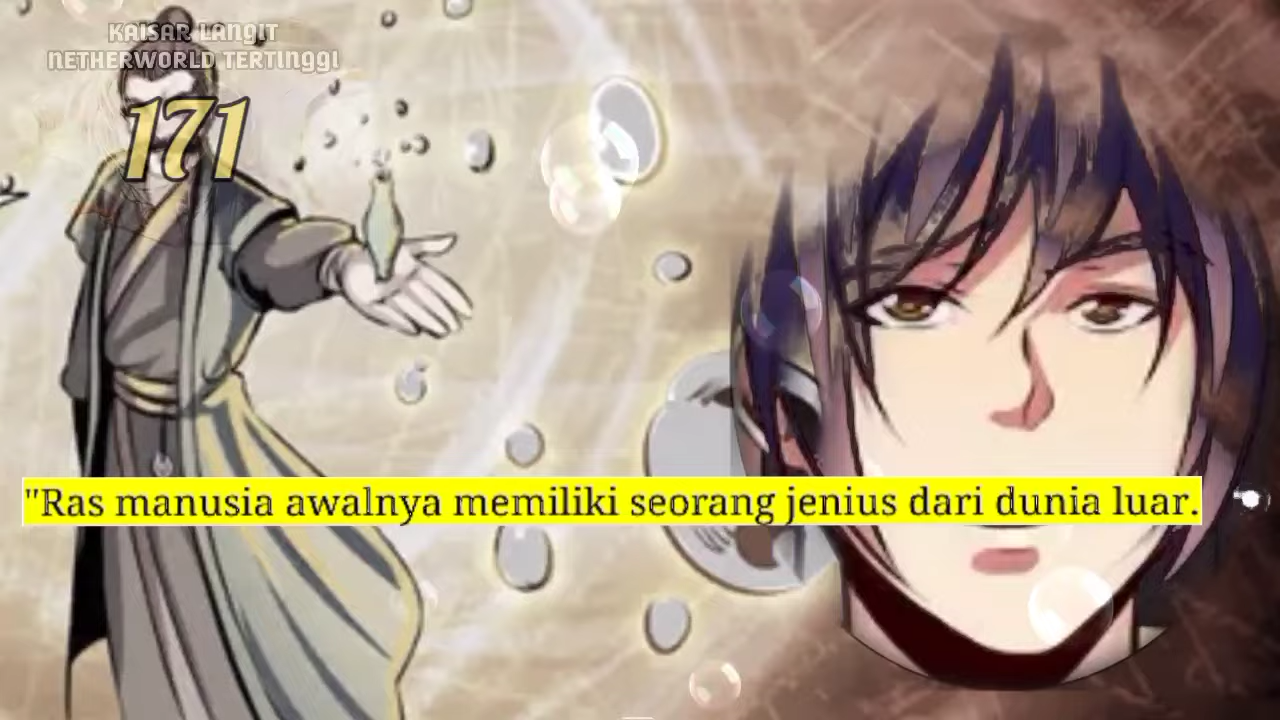 KAISAR LANGIT
NETHERWORLD TERTINGGI
171
"Ras manusia awalnya memiliki seorang jenius dari dunia luar.